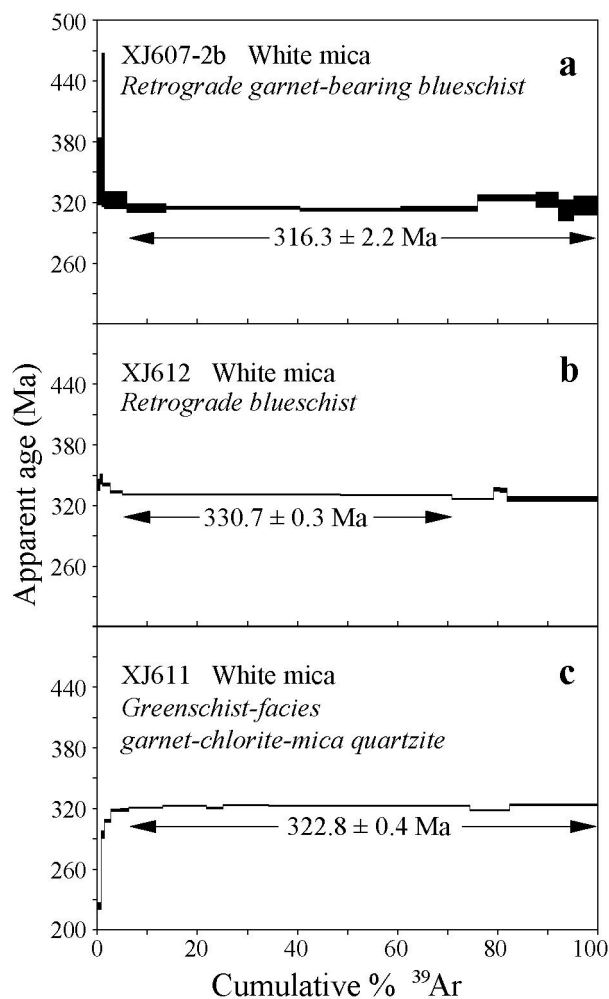 500
440
380
320
260
XJ607-2b White mica
Retrograde garnet-bearing blueschist
a
316.3 ± 2.2 Ma
440
380
320
260
XJ612 White mica
Retrograde blueschist
b
330.7 ± 0.3 Ma
Apparent age (Ma)
440
380
320
260
200
XJ611 White mica
Greenschist-facies
garnet-chlorite-mica quartzite
c
322.8 ± 0.4 Ma
0 20 40 60 80 100
Cumulative % ³⁹Ar